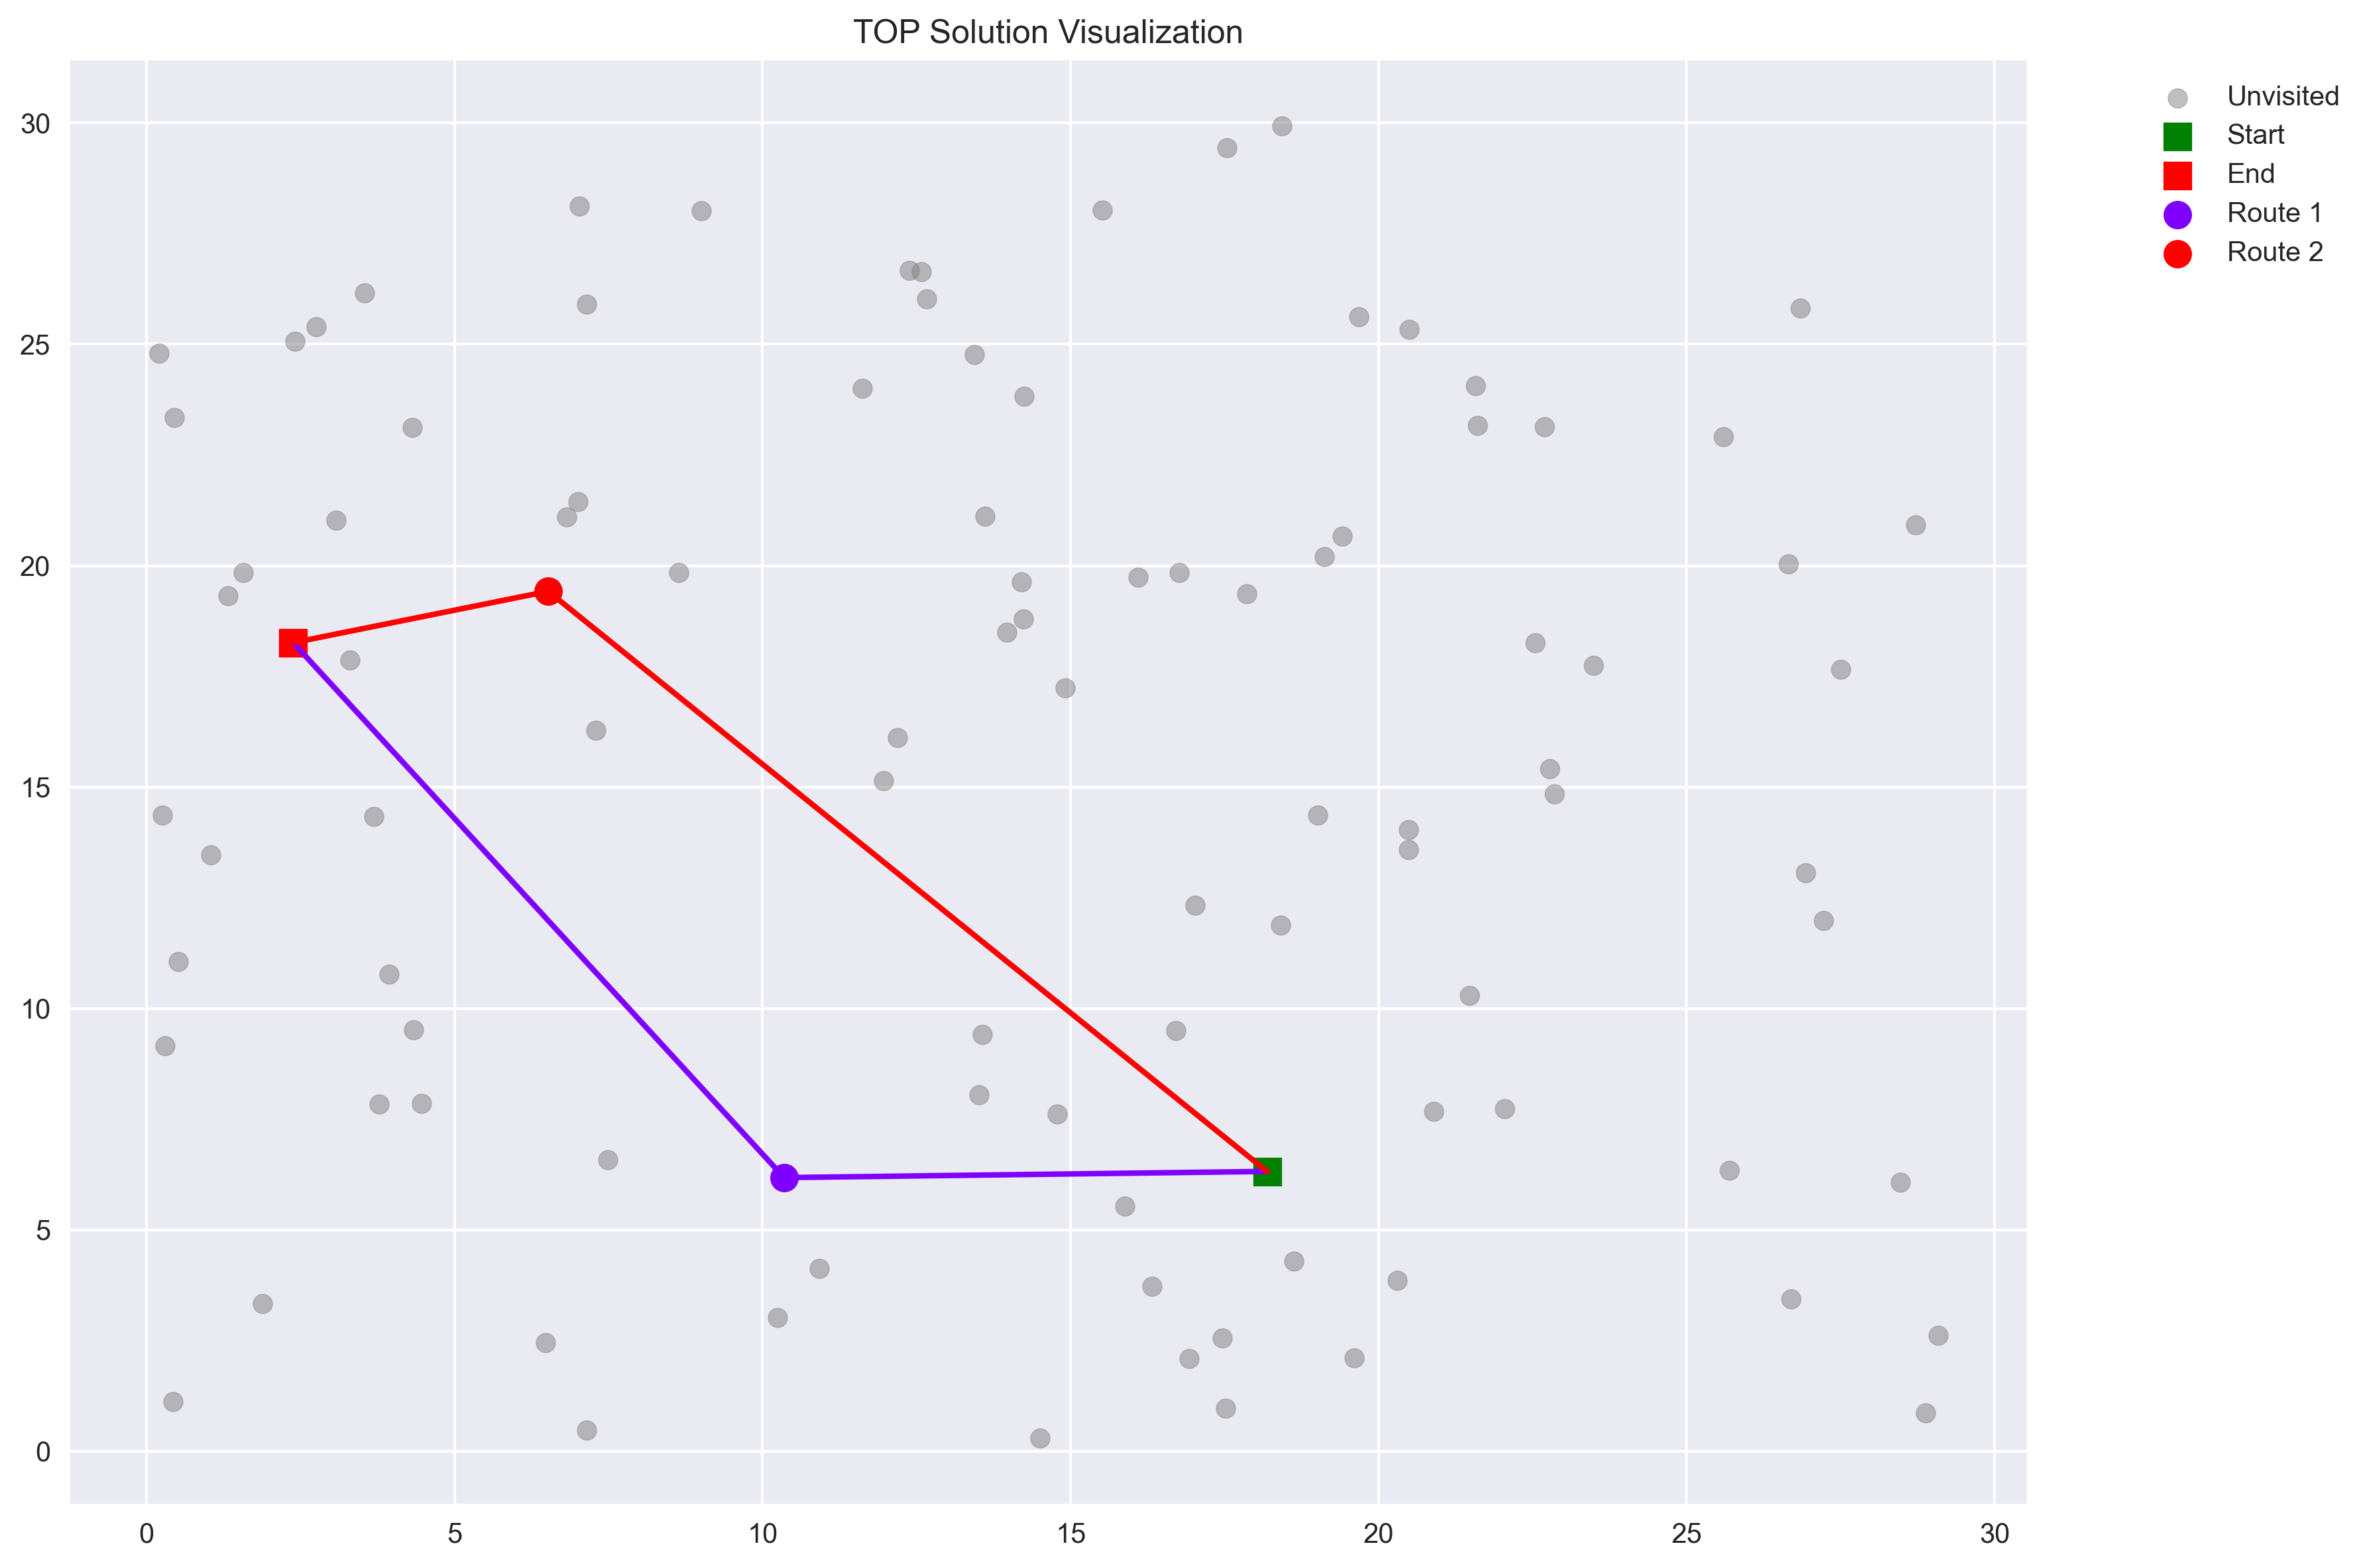 TOP Solution Visualization
30
25
20
15
10
5
0
0 5 10 15 20 25 30
Unvisited
Start
End
Route 1
Route 2